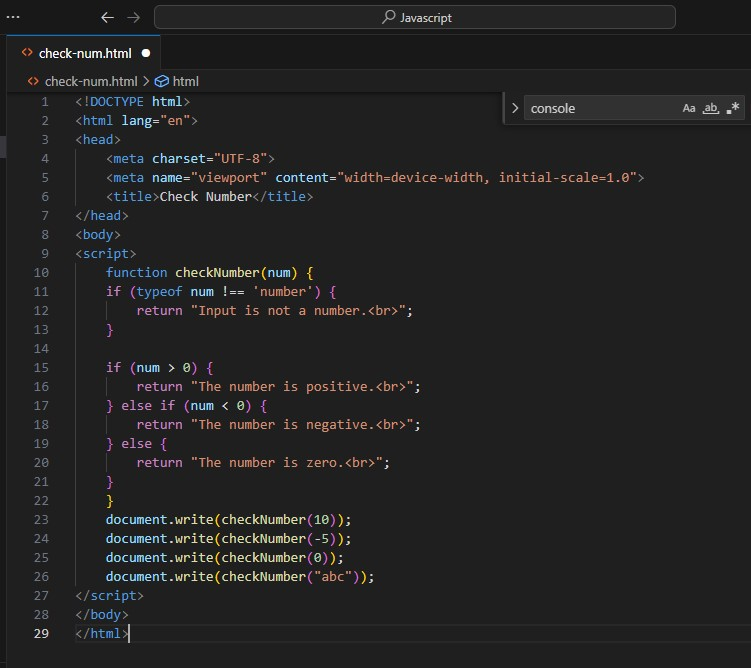 Javascript
check-num.html
check-num.html > html
console Aa ab
1 <!DOCTYPE html>
2 <html lang="en">
3 <head>
4     <meta charset="UTF-8">
5     <meta name="viewport" content="width=device-width, initial-scale=1.0">
6     <title>Check Number</title>
7 </head>
8 <body>
9 <script>
10     function checkNumber(num) {
11     if (typeof num !== 'number') {
12         return "Input is not a number.<br>";
13     }
14
15     if (num > 0) {
16         return "The number is positive.<br>";
17     } else if (num < 0) {
18         return "The number is negative.<br>";
19     } else {
20         return "The number is zero.<br>";
21     }
22     }
23     document.write(checkNumber(10));
24     document.write(checkNumber(-5));
25     document.write(checkNumber(0));
26     document.write(checkNumber("abc"));
27 </script>
28 </body>
29 </html>